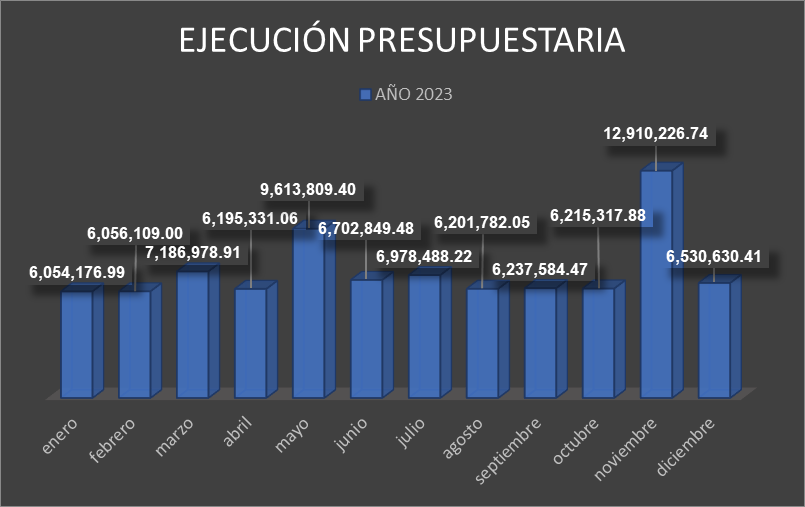 EJECUCIÓN PRESUPUESTARIA
AÑO 2023
6,054,176.99
6,056,109.00
7,186,978.91
6,195,331.06
9,613,809.40
6,702,849.48
6,978,488.22
6,201,782.05
6,237,584.47
6,215,317.88
12,910,226.74
6,530,630.41
enero
febrero
marzo
abril
mayo
junio
julio
agosto
septiembre
octubre
noviembre
diciembre